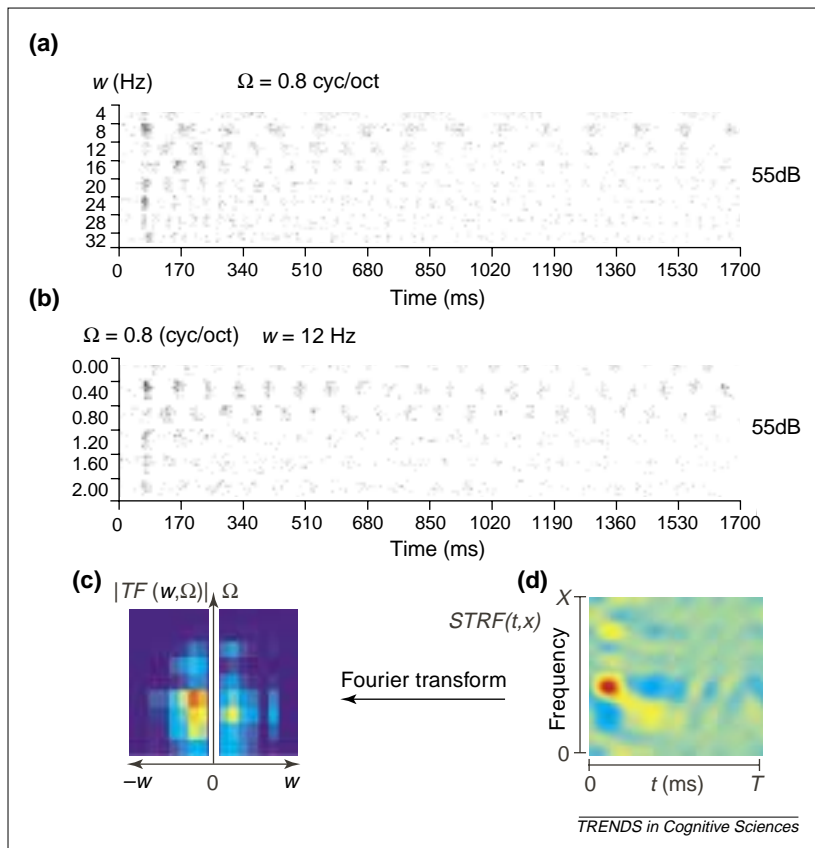 (a)
w (Hz) Ω = 0.8 cyc/oct
4
8
12
16
20
24
28
32
55dB
0 170 340 510 680 850 1020 1190 1360 1530 1700
Time (ms)
(b)
Ω = 0.8 (cyc/oct) w = 12 Hz
0.00
0.40
0.80
1.20
1.60
2.00
55dB
0 170 340 510 680 850 1020 1190 1360 1530 1700
Time (ms)
(c)
|TF (w,Ω)| Ω
–w 0 w
Fourier transform
(d)
STRF(t,x)
X
Frequency
0
0 t (ms) T
TRENDS in Cognitive Sciences